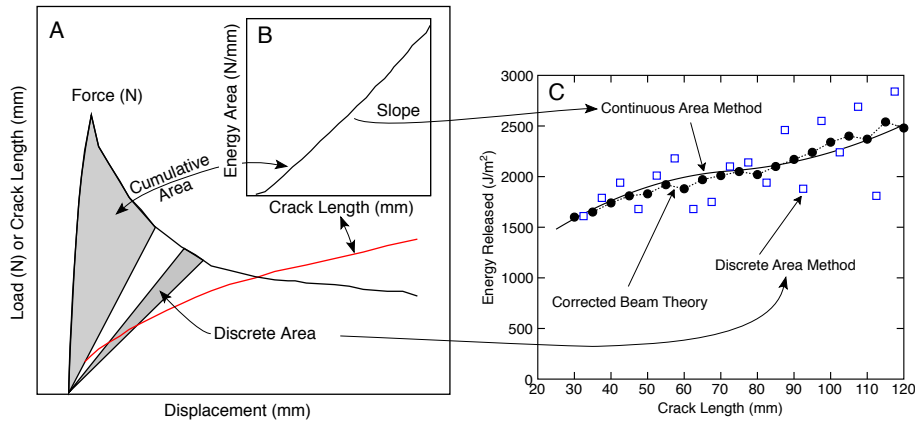 A
Force (N)
Cumulative
Area
Discrete Area
Load (N) or Crack Length (mm)
Displacement (mm)
B
Energy Area (N/mm)
Slope
Crack Length (mm)
C
3000
2500
2000
1500
1000
500
0
Energy Released (J/m²)
Continuous Area Method
Discrete Area Method
Corrected Beam Theory
20 30 40 50 60 70 80 90 100 110 120
Crack Length (mm)